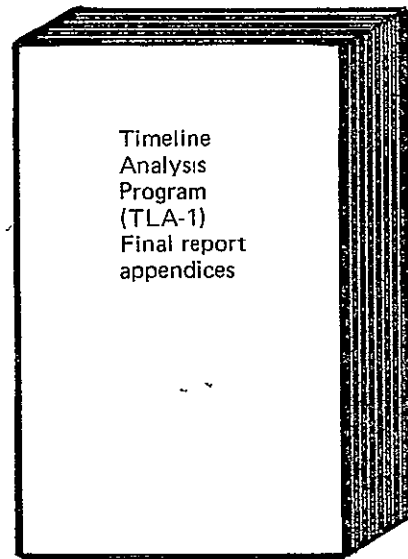 Timeline
Analysis
Program
(TLA-1)
Final report
appendices